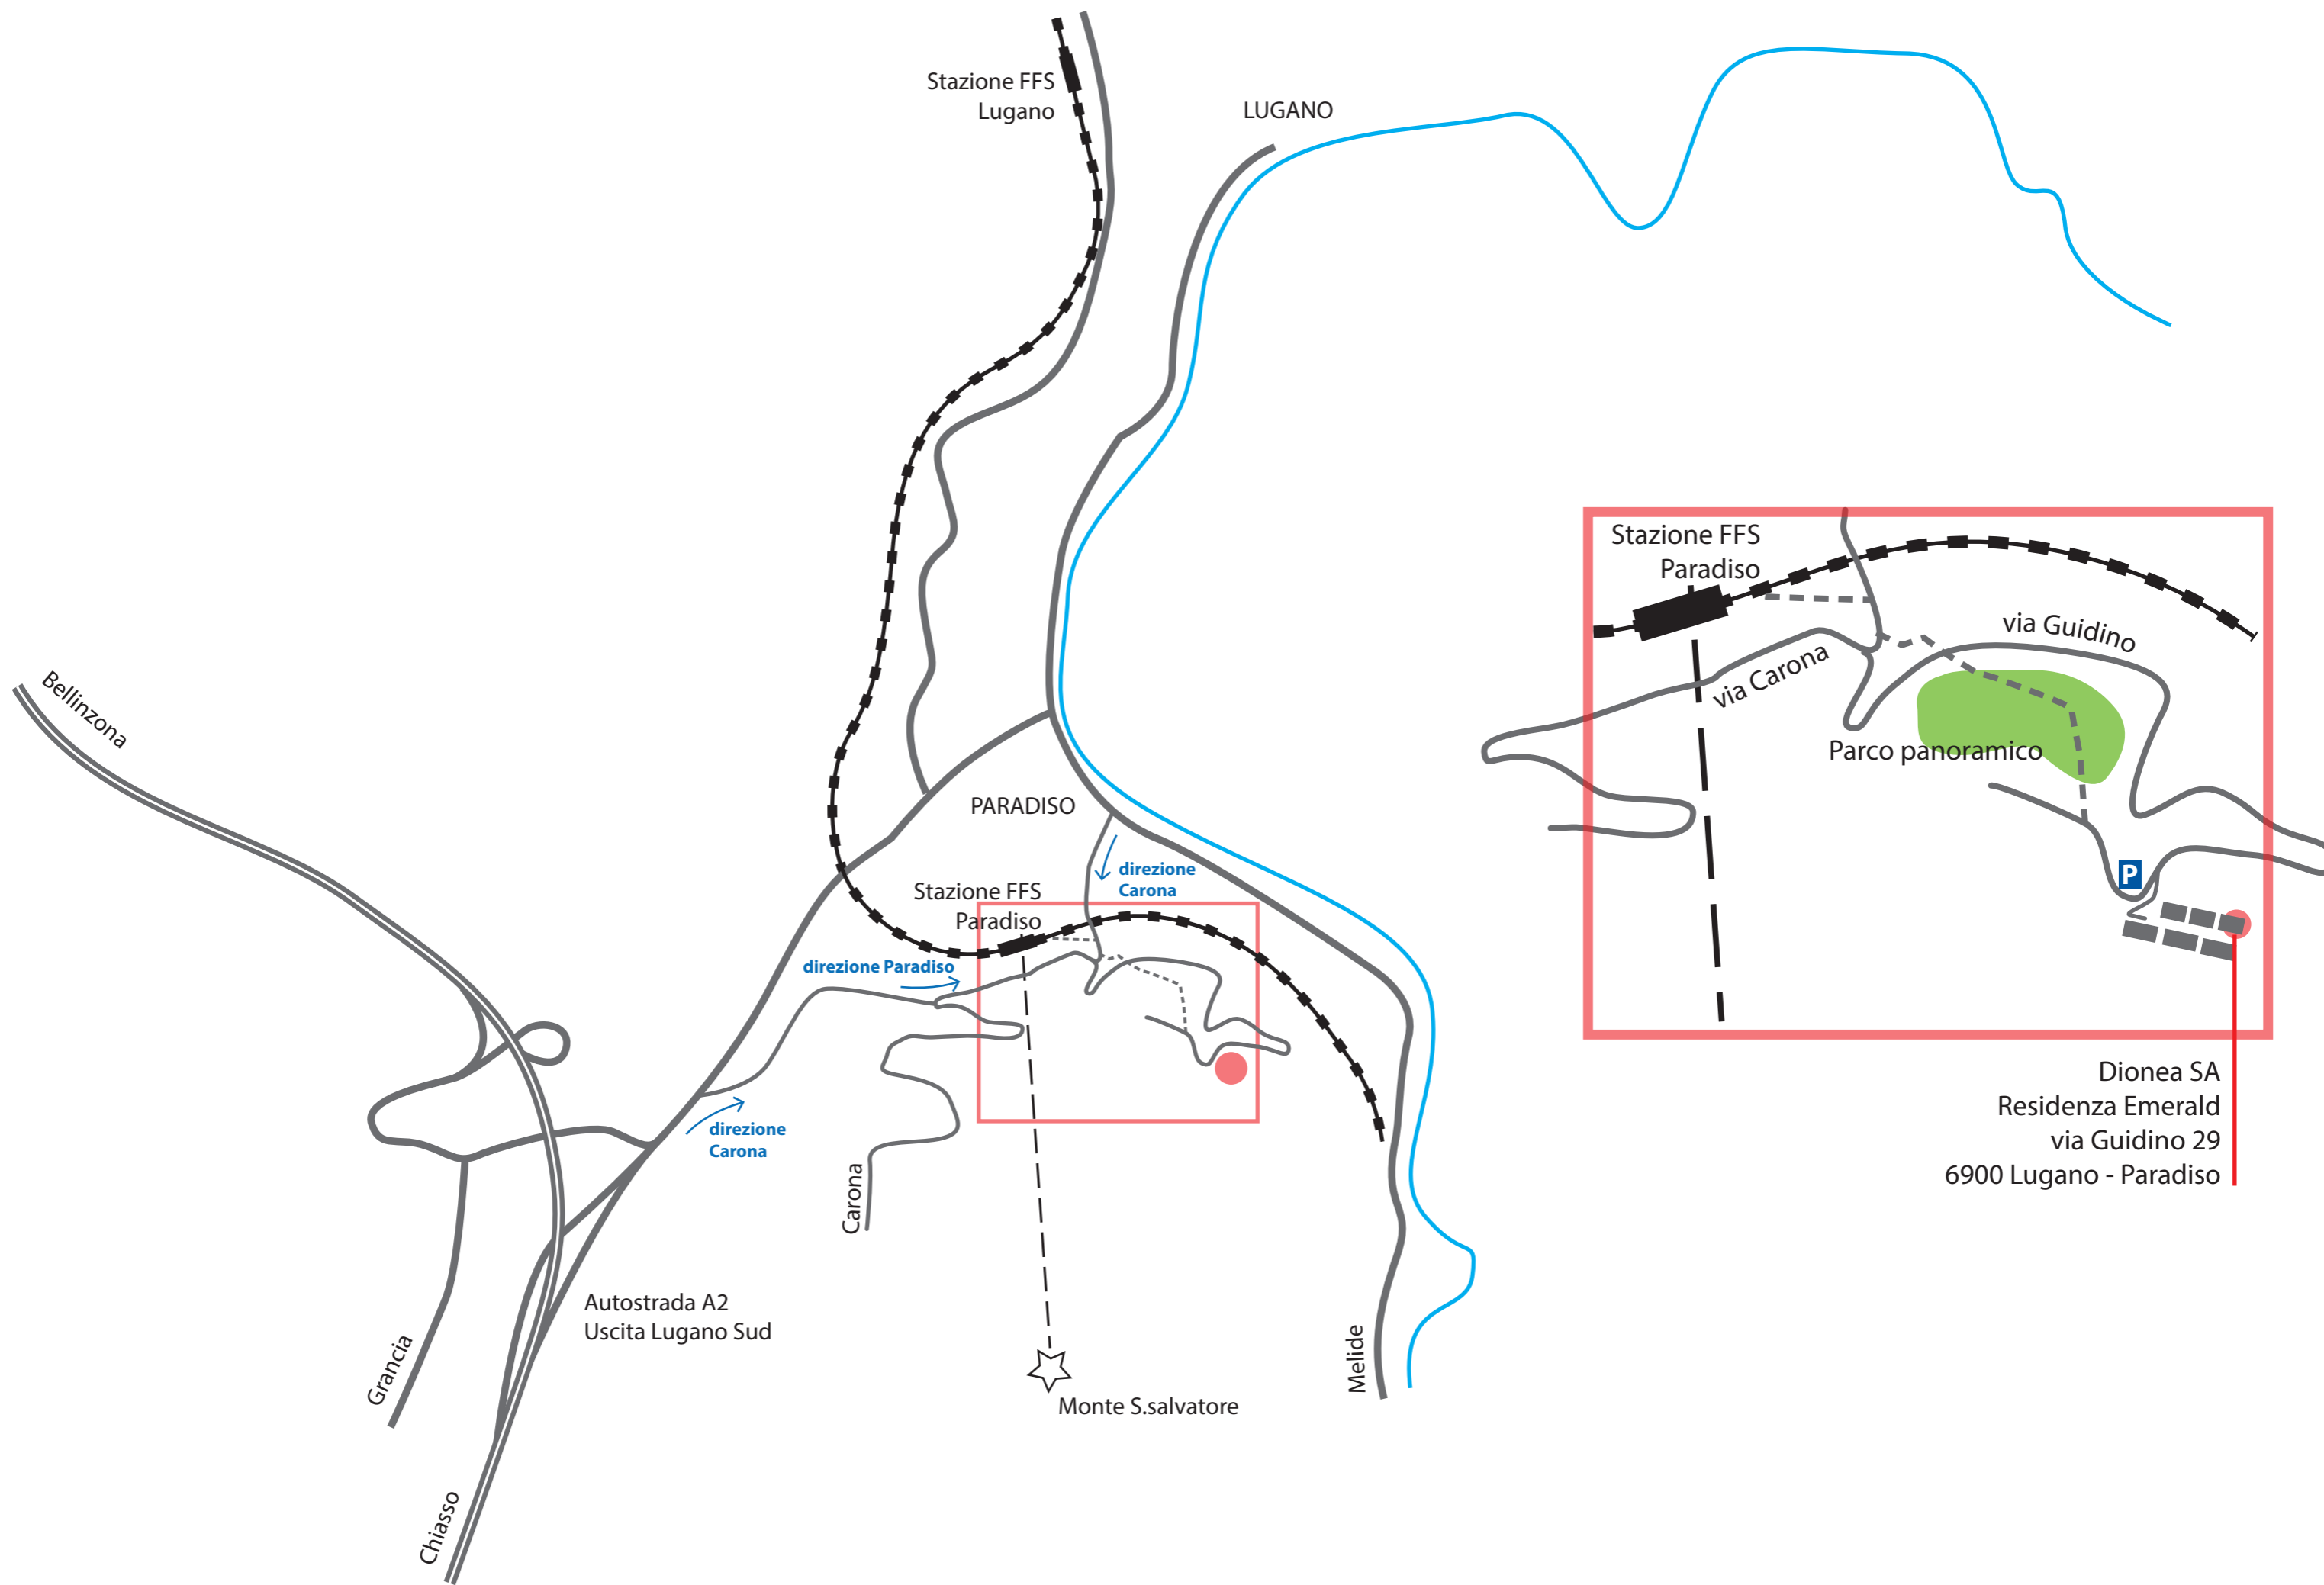 Stazione FFS
Lugano
LUGANO
Stazione FFS
Paradiso
via Guidino
via Carona
Parco panoramico
P
Bellinzona
PARADISO
direzione
Carona
Stazione FFS
Paradiso
direzione Paradiso
direzione
Carona
Carona
Dionea SA
Residenza Emerald
via Guidino 29
6900 Lugano - Paradiso
Autostrada A2
Uscita Lugano Sud
Grancia
Melide
Monte S.salvatore
Chiasso